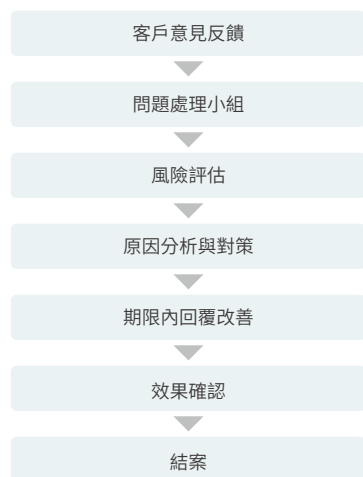 客戶意見反饋
問題處理小組
風險評估
原因分析與對策
期限內回覆改善
效果確認
結案